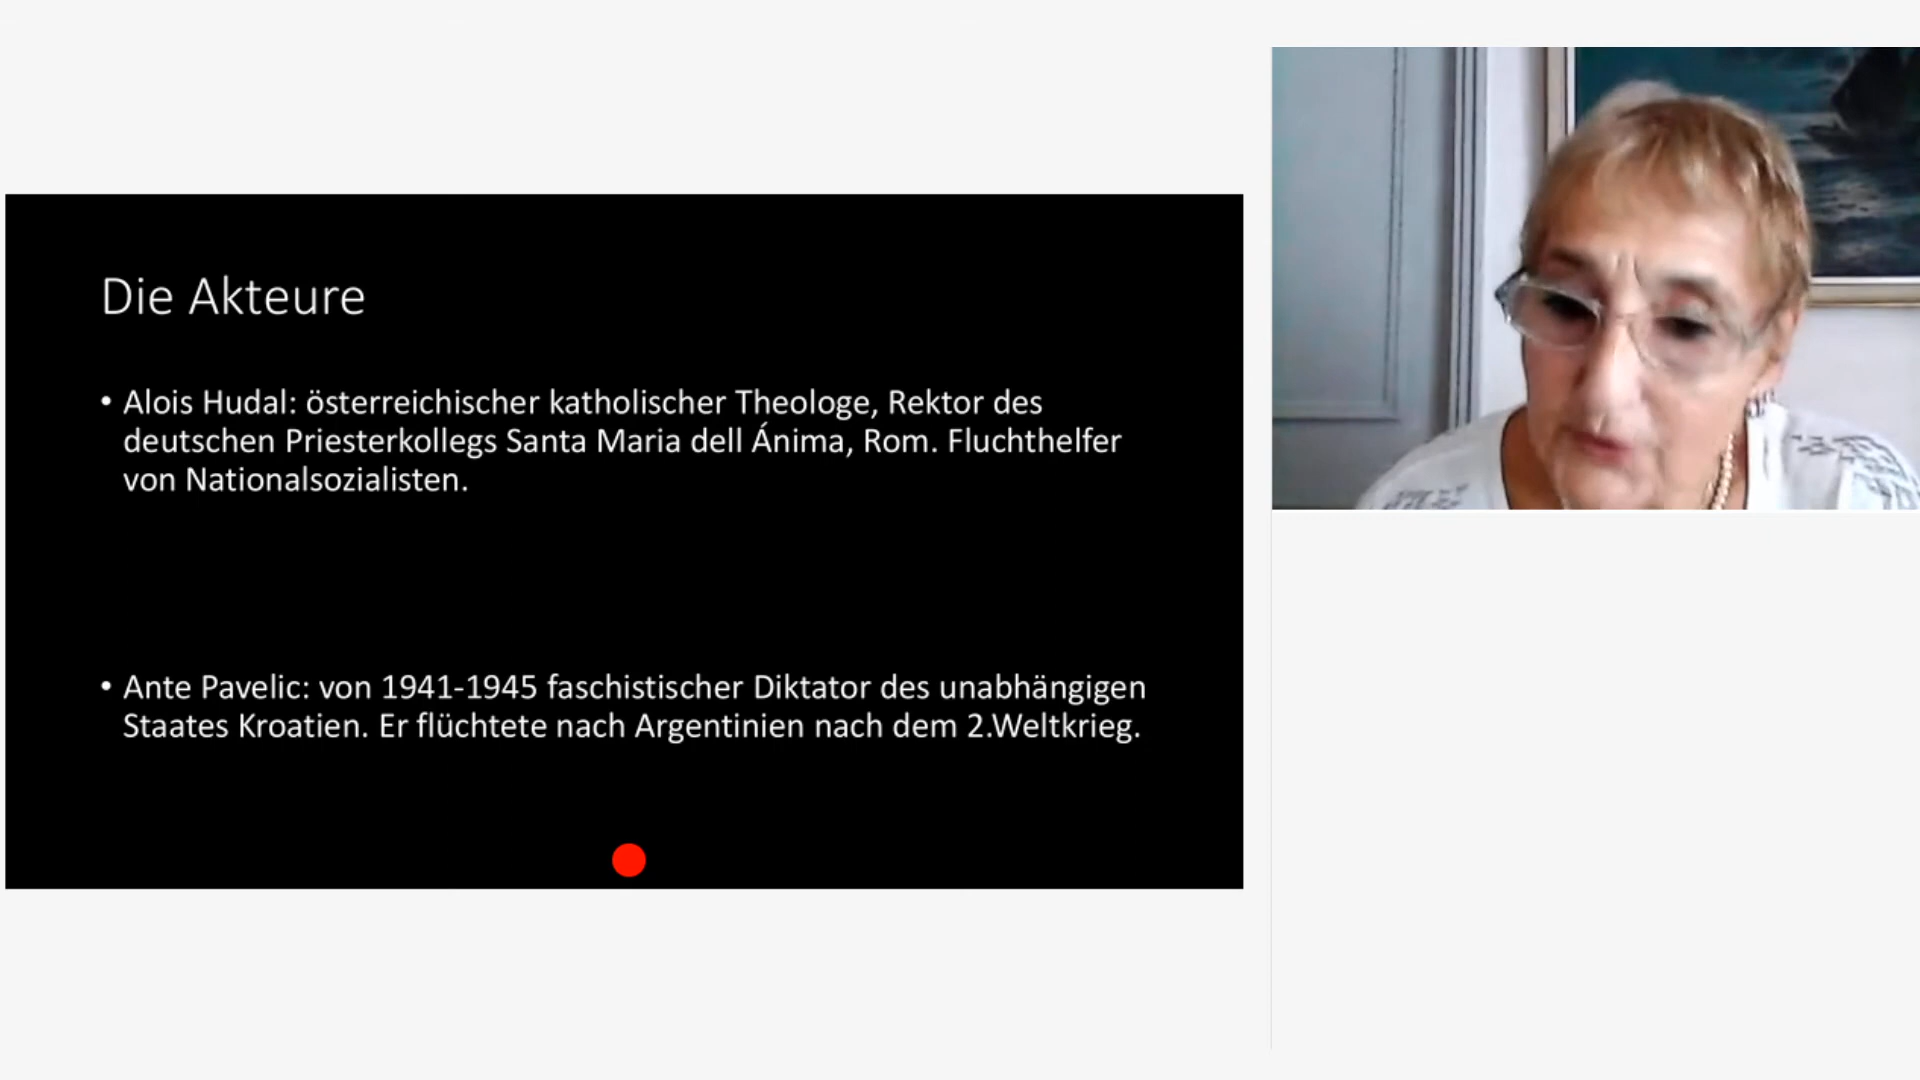 Die Akteure
• Alois Hudal: österreichischer katholischer Theologe, Rektor des
deutschen Priesterkollegs Santa Maria dell Ánima, Rom. Fluchthelfer
von Nationalsozialisten.
• Ante Pavelic: von 1941-1945 faschistischer Diktator des unabhängigen
Staates Kroatien. Er flüchtete nach Argentinien nach dem 2.Weltkrieg.